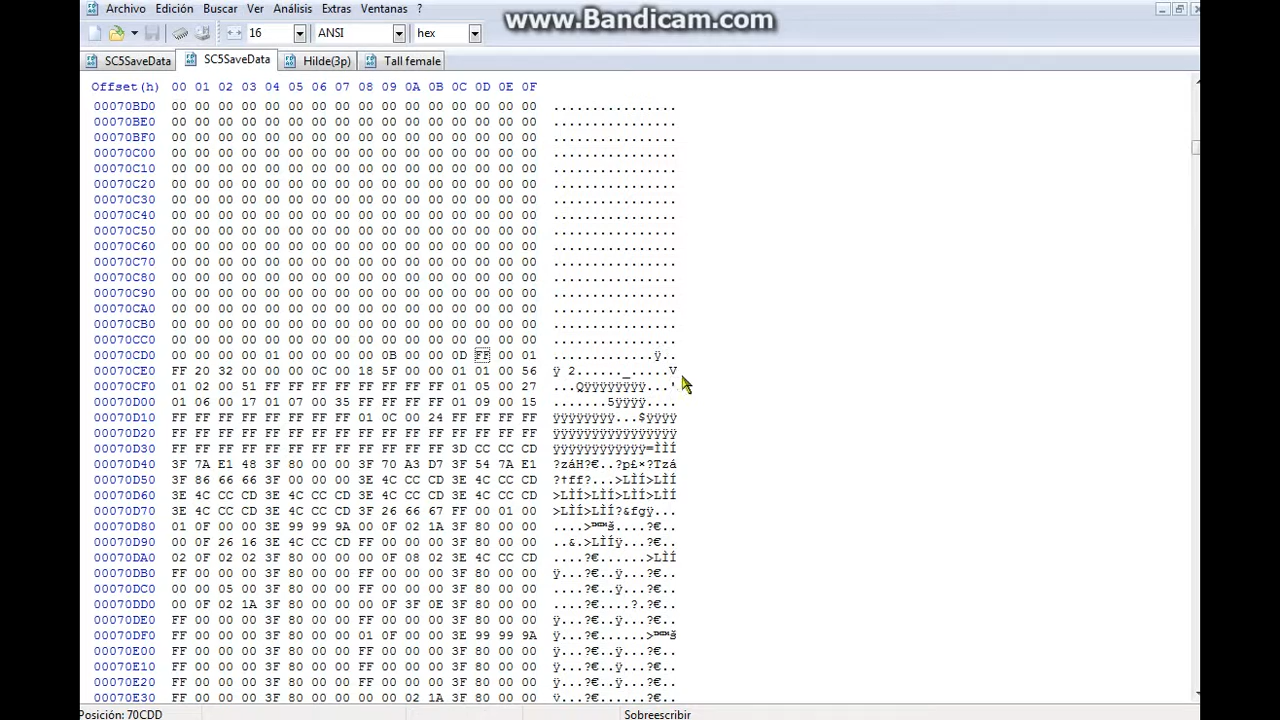 Archivo Edición Buscar Ver Análisis Extras Ventanas ?
www.Bandicam.com
16 ANSI hex
SC5SaveData SC5SaveData Hilde(3p) Tall female
Offset(h) 00 01 02 03 04 05 06 07 08 09 0A 0B 0C 0D 0E 0F
00070BD0 00 00 00 00 00 00 00 00 00 00 00 00 00 00 00 00 ................
00070BE0 00 00 00 00 00 00 00 00 00 00 00 00 00 00 00 00 ................
00070BF0 00 00 00 00 00 00 00 00 00 00 00 00 00 00 00 00 ................
00070C00 00 00 00 00 00 00 00 00 00 00 00 00 00 00 00 00 ................
00070C10 00 00 00 00 00 00 00 00 00 00 00 00 00 00 00 00 ................
00070C20 00 00 00 00 00 00 00 00 00 00 00 00 00 00 00 00 ................
00070C30 00 00 00 00 00 00 00 00 00 00 00 00 00 00 00 00 ................
00070C40 00 00 00 00 00 00 00 00 00 00 00 00 00 00 00 00 ................
00070C50 00 00 00 00 00 00 00 00 00 00 00 00 00 00 00 00 ................
00070C60 00 00 00 00 00 00 00 00 00 00 00 00 00 00 00 00 ................
00070C70 00 00 00 00 00 00 00 00 00 00 00 00 00 00 00 00 ................
00070C80 00 00 00 00 00 00 00 00 00 00 00 00 00 00 00 00 ................
00070C90 00 00 00 00 00 00 00 00 00 00 00 00 00 00 00 00 ................
00070CA0 00 00 00 00 00 00 00 00 00 00 00 00 00 00 00 00 ................
00070CB0 00 00 00 00 00 00 00 00 00 00 00 00 00 00 00 00 ................
00070CC0 00 00 00 00 00 00 00 00 00 00 00 00 00 00 00 00 ................
00070CD0 00 00 00 00 01 00 00 00 00 0B 00 00 0D FF 00 01 .............ÿ..
00070CE0 FF 20 32 00 00 00 0C 00 18 5F 00 00 01 01 00 56 ÿ 2......_.....V
00070CF0 01 02 00 51 FF FF FF FF FF FF FF FF 01 05 00 27 ...Qÿÿÿÿÿÿÿÿ...'
00070D00 01 06 00 17 01 07 00 35 FF FF FF FF 01 09 00 15 .......5ÿÿÿÿ....
00070D10 FF FF FF FF FF FF FF FF 01 0C 00 24 FF FF FF FF ÿÿÿÿÿÿÿÿ...$ÿÿÿÿ
00070D20 FF FF FF FF FF FF FF FF FF FF FF FF FF FF FF FF ÿÿÿÿÿÿÿÿÿÿÿÿÿÿÿÿ
00070D30 FF FF FF FF FF FF FF FF FF FF FF FF 3D CC CC CD ÿÿÿÿÿÿÿÿÿÿÿÿ=ÌÌÍ
00070D40 3F 7A E1 48 3F 80 00 00 3F 70 A3 D7 3F 54 7A E1 ?záH?€..?p£×?Tzá
00070D50 3F 86 66 66 3F 00 00 00 3E 4C CC CD 3E 4C CC CD ?†ff?...>LÌÍ>LÌÍ
00070D60 3E 4C CC CD 3E 4C CC CD 3E 4C CC CD 3E 4C CC CD >LÌÍ>LÌÍ>LÌÍ>LÌÍ
00070D70 3E 4C CC CD 3E 4C CC CD 3F 26 66 67 FF 00 01 00 >LÌÍ>LÌÍ?&fgÿ...
00070D80 01 0F 00 00 3E 99 99 9A 00 0F 02 1A 3F 80 00 00 ....>™™š....?€..
00070D90 00 0F 26 16 3E 4C CC CD FF 00 00 00 3F 80 00 00 ..&.>LÌÍÿ...?€..
00070DA0 02 0F 02 02 3F 80 00 00 00 0F 08 02 3E 4C CC CD ....?€......>LÌÍ
00070DB0 FF 00 00 00 3F 80 00 00 FF 00 00 00 3F 80 00 00 ÿ...?€..ÿ...?€..
00070DC0 00 00 05 00 3F 80 00 00 FF 00 00 00 3F 80 00 00 ....?€..ÿ...?€..
00070DD0 00 0F 02 1A 3F 80 00 00 00 0F 3F 0E 3F 80 00 00 ....?€....?.?€..
00070DE0 FF 00 00 00 3F 80 00 00 FF 00 00 00 3F 80 00 00 ÿ...?€..ÿ...?€..
00070DF0 FF 00 00 00 3F 80 00 00 01 0F 00 00 3E 99 99 9A ÿ...?€......>™™š
00070E00 FF 00 00 00 3F 80 00 00 FF 00 00 00 3F 80 00 00 ÿ...?€..ÿ...?€..
00070E10 FF 00 00 00 3F 80 00 00 FF 00 00 00 3F 80 00 00 ÿ...?€..ÿ...?€..
00070E20 FF 00 00 00 3F 80 00 00 FF 00 00 00 3F 80 00 00 ÿ...?€..ÿ...?€..
00070E30 FF 00 00 00 3F 80 00 00 00 00 02 1A 3F 80 00 00 ÿ...?€......?€..
Posición: 70CDD Sobreescribir